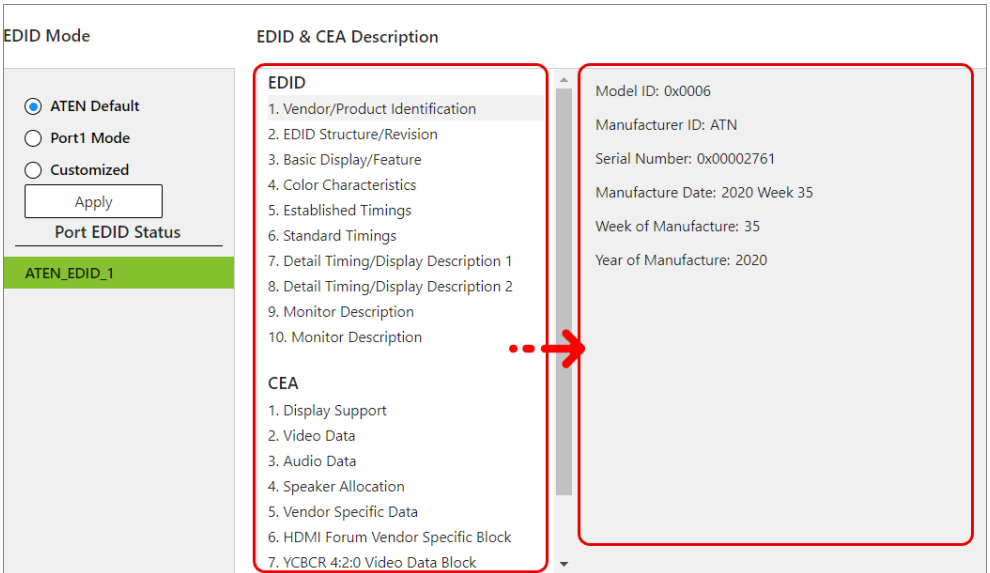 EDID Mode
EDID & CEA Description
ATEN Default
Port1 Mode
Customized
Apply
Port EDID Status
ATEN_EDID_1
EDID
1. Vendor/Product Identification
2. EDID Structure/Revision
3. Basic Display/Feature
4. Color Characteristics
5. Established Timings
6. Standard Timings
7. Detail Timing/Display Description 1
8. Detail Timing/Display Description 2
9. Monitor Description
10. Monitor Description
CEA
1. Display Support
2. Video Data
3. Audio Data
4. Speaker Allocation
5. Vendor Specific Data
6. HDMI Forum Vendor Specific Block
7. YCBCR 4:2:0 Video Data Block
Model ID: 0x0006
Manufacturer ID: ATN
Serial Number: 0x00002761
Manufacture Date: 2020 Week 35
Week of Manufacture: 35
Year of Manufacture: 2020